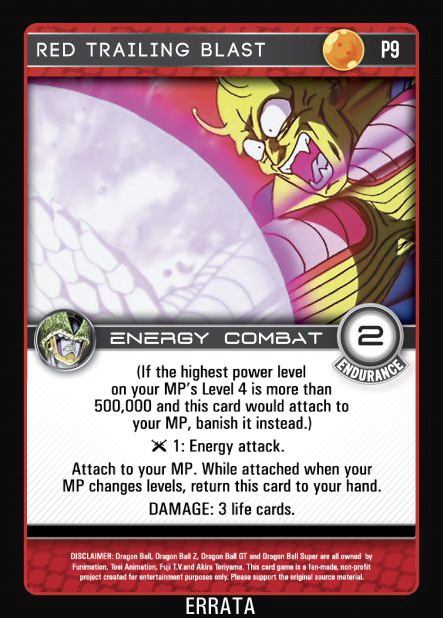 RED TRAILING BLAST P9
ENERGY COMBAT 2
ENDURANCE
(If the highest power level
on your MP's Level 4 is more than
500,000 and this card would attach to
your MP, banish it instead.)
1: Energy attack.
Attach to your MP. While attached when your
MP changes levels, return this card to your hand.
DAMAGE: 3 life cards.
DISCLAIMER: Dragon Ball, Dragon Ball Z, Dragon Ball GT and Dragon Ball Super are all owned by
Funimation, Toei Animation, Fuji T.V.and Akira Toriyama. This card game is a fan-made, non-profit
project created for entertainment purposes only. Please support the original source material.
ERRATA